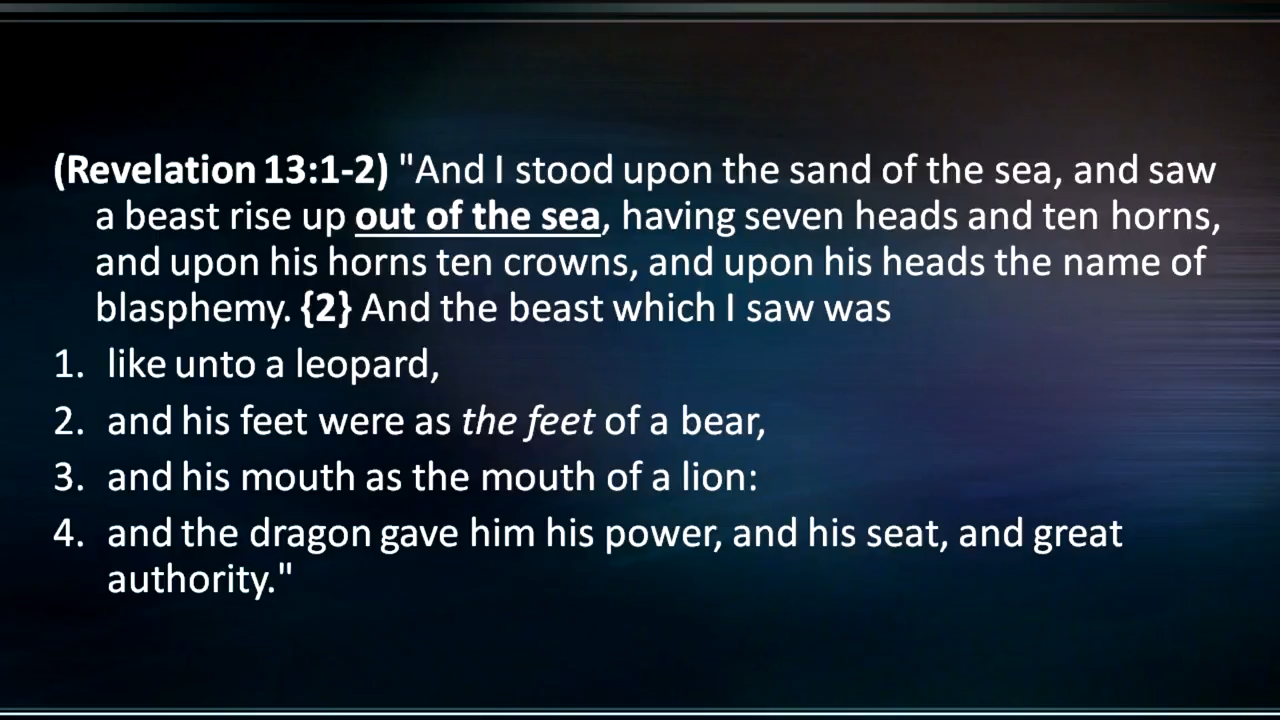 (Revelation 13:1-2) "And I stood upon the sand of the sea, and saw
a beast rise up out of the sea, having seven heads and ten horns,
and upon his horns ten crowns, and upon his heads the name of
blasphemy. {2} And the beast which I saw was
1. like unto a leopard,
2. and his feet were as the feet of a bear,
3. and his mouth as the mouth of a lion:
4. and the dragon gave him his power, and his seat, and great
authority."